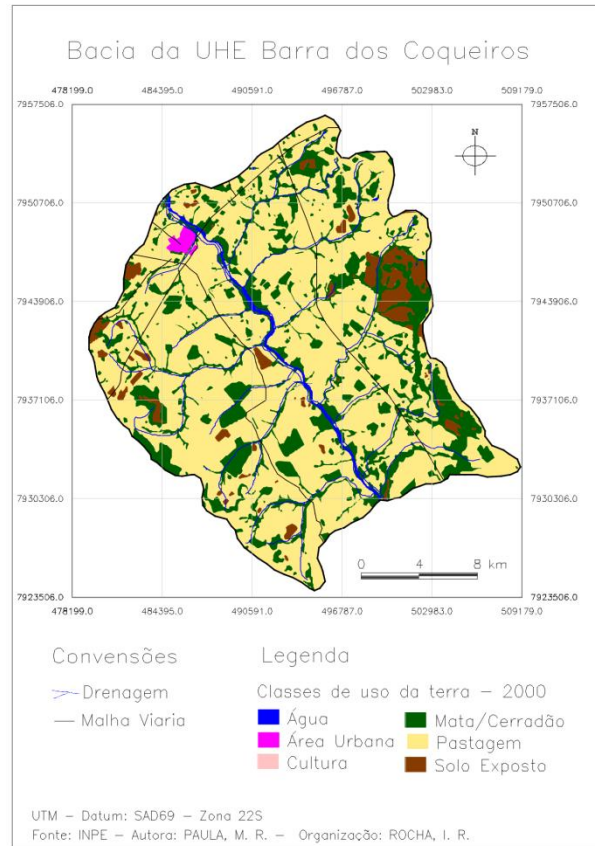 Bacia da UHE Barra dos Coqueiros
478199.0 484395.0 490591.0 496787.0 502983.0 509179.0
7957506.0 7957506.0
N
7950706.0 7950706.0
7943906.0 7943906.0
7937106.0 7937106.0
7930306.0 7930306.0
0 4 8 km
7923506.0 7923506.0
478199.0 484395.0 490591.0 496787.0 502983.0 509179.0
Convenções
Drenagem
Malha Viaria
Legenda
Classes de uso da terra – 2000
Água
Área Urbana
Cultura
Mata/Cerradão
Pastagem
Solo Exposto
UTM – Datum: SAD69 – Zona 22S
Fonte: INPE – Autora: PAULA, M. R. – Organização: ROCHA, I. R.